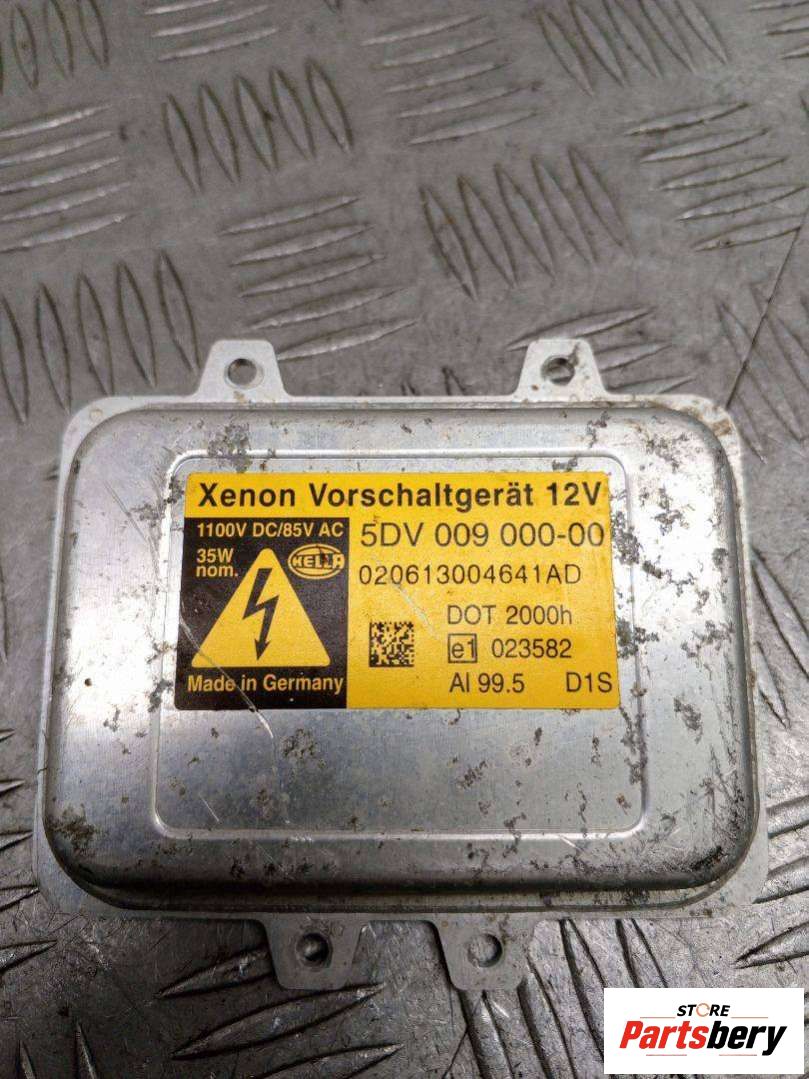 Xenon Vorschaltgerät 12V
1100V DC/85V AC
35W
nom.
HELLA
Made in Germany
5DV 009 000-00
020613004641AD
DOT 2000h
e1 023582
Al 99.5 D1S
STORE
Partsbery